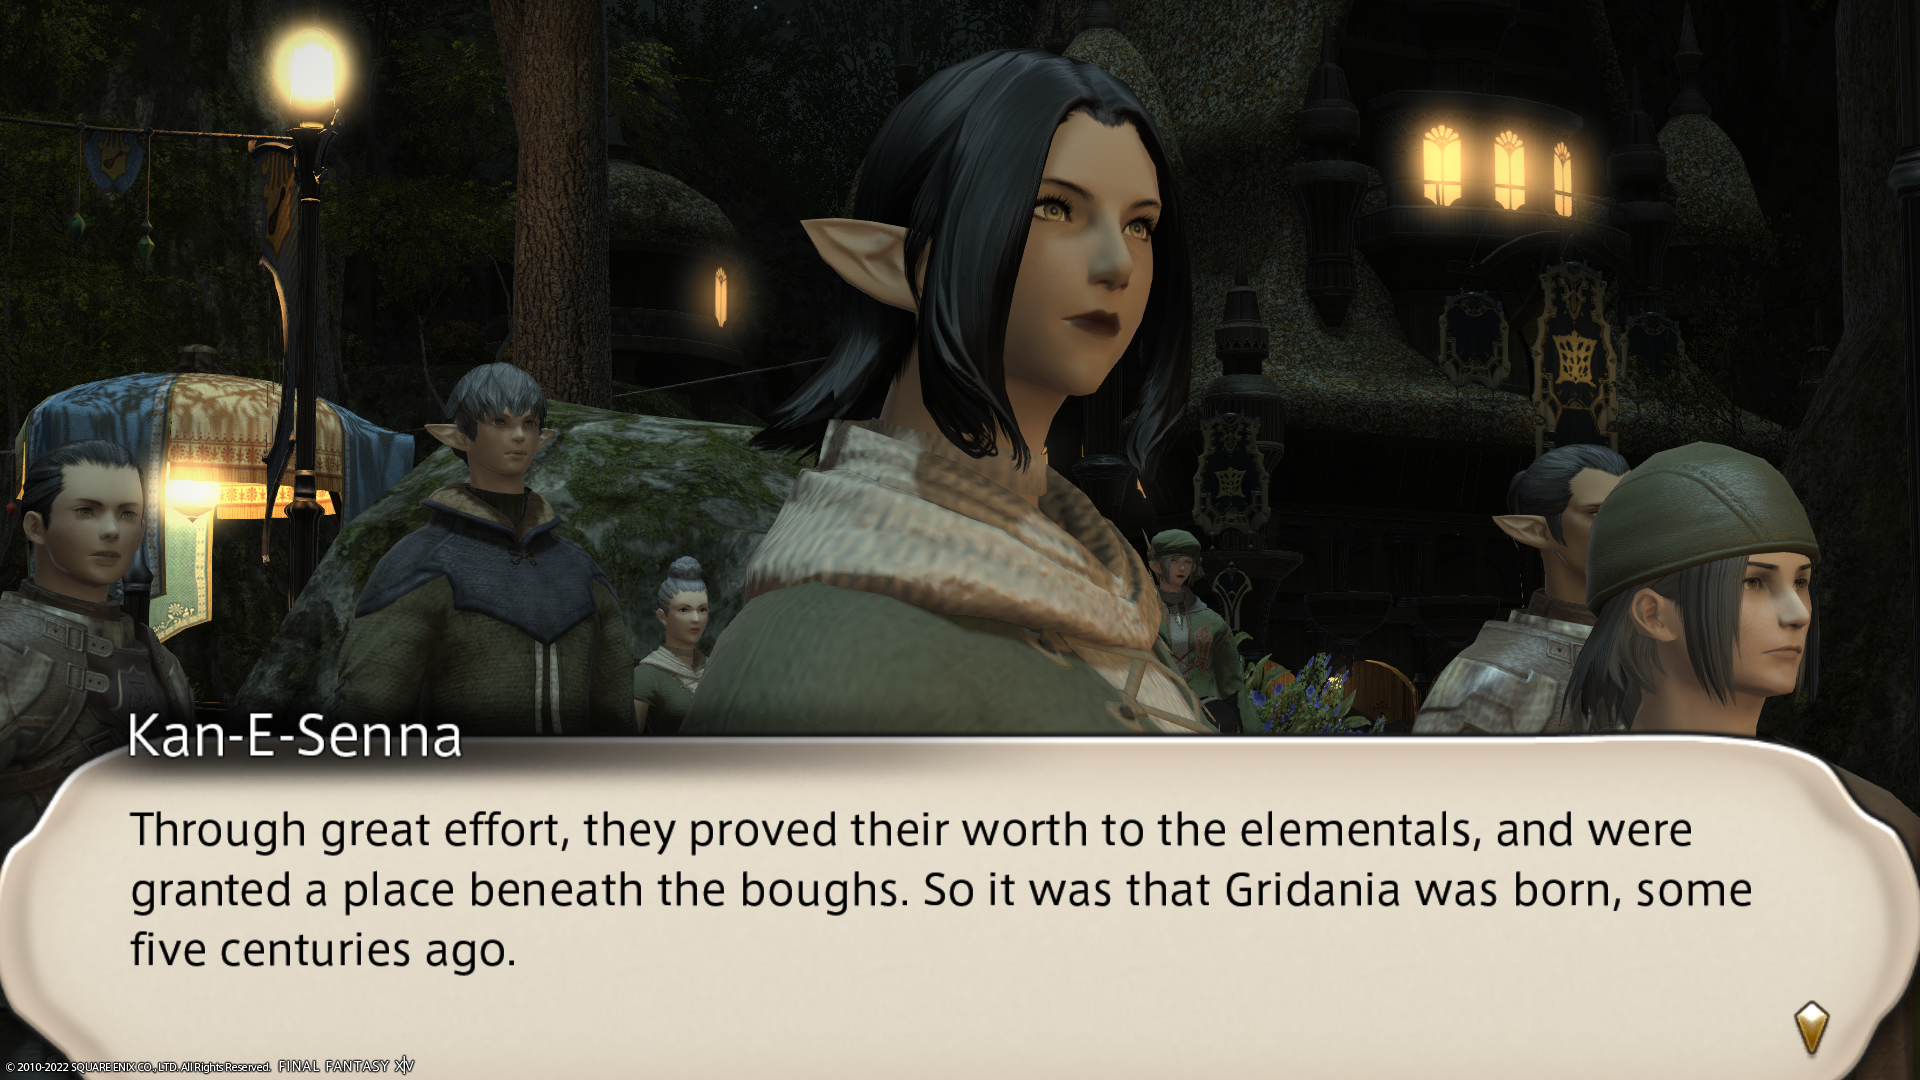 Kan-E-Senna
Through great effort, they proved their worth to the elementals, and were
granted a place beneath the boughs. So it was that Gridania was born, some
five centuries ago.
© 2010-2022 SQUARE ENIX CO., LTD. All Rights Reserved. FINAL FANTASY XIV